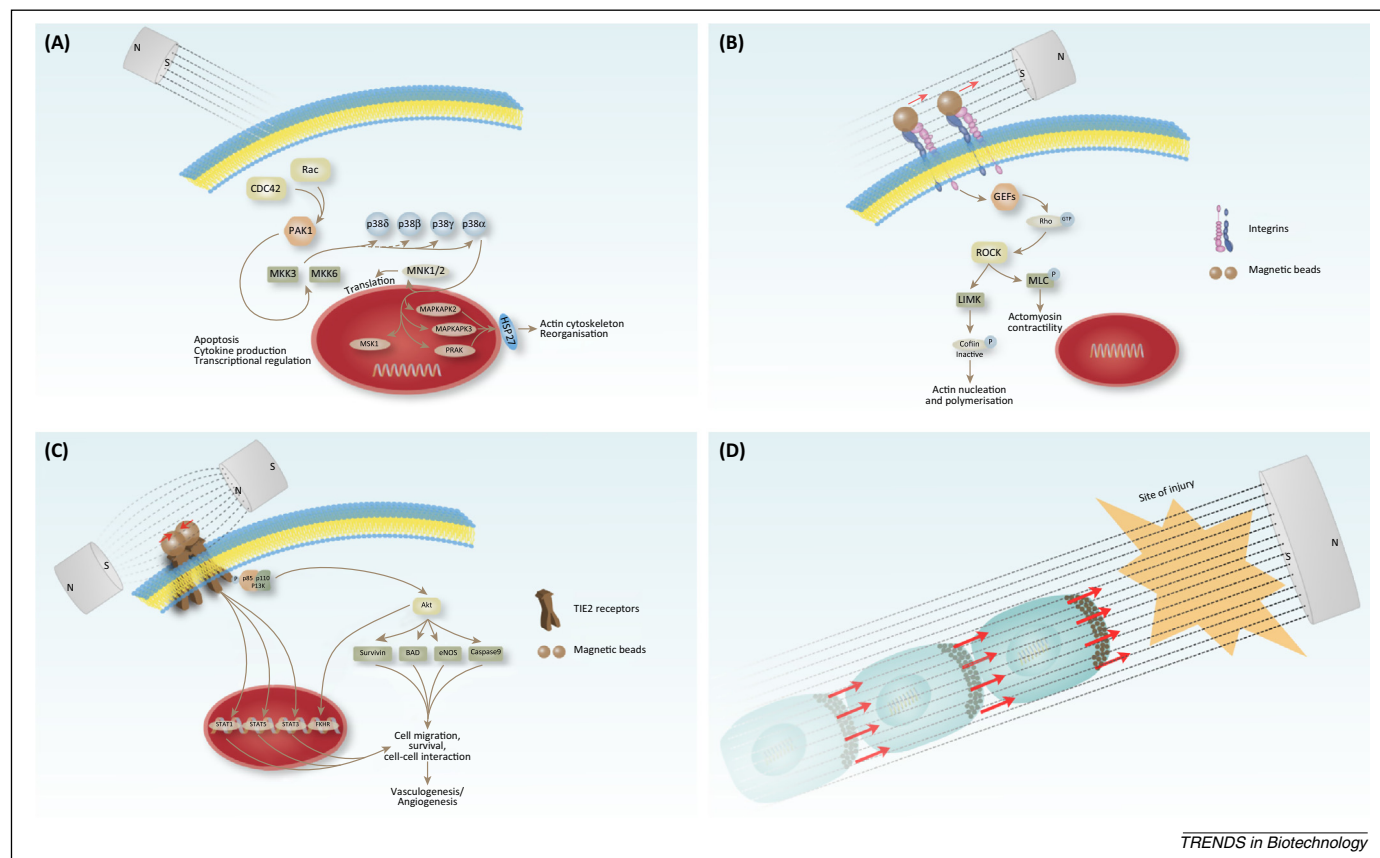 (A)
N
S
CDC42
Rac
PAK1
p38δ
p38β
p38γ
p38α
MKK3
MKK6
MNK1/2
Translation
MAPKAPK2
MAPKAPK3
MSK1
PRAK
HSP27
Actin cytoskeleton
Reorganisation
Apoptosis
Cytokine production
Transcriptional regulation
(B)
N
S
GEFs
Rho
GTP
ROCK
LIMK
MLC
P
Actomyosin
contractility
Cofiin
P
Inactive
Actin nucleation
and polymerisation
Integrins
Magnetic beads
(C)
S
N
S
N
P
p85
p110
P13K
Akt
Survivin
BAD
eNOS
Caspase9
STAT1
STAT5
STAT3
FKHR
Cell migration,
survival,
cell-cell interaction
Vasculogenesis/
Angiogenesis
TIE2 receptors
Magnetic beads
(D)
Site of injury
S
N
TRENDS in Biotechnology